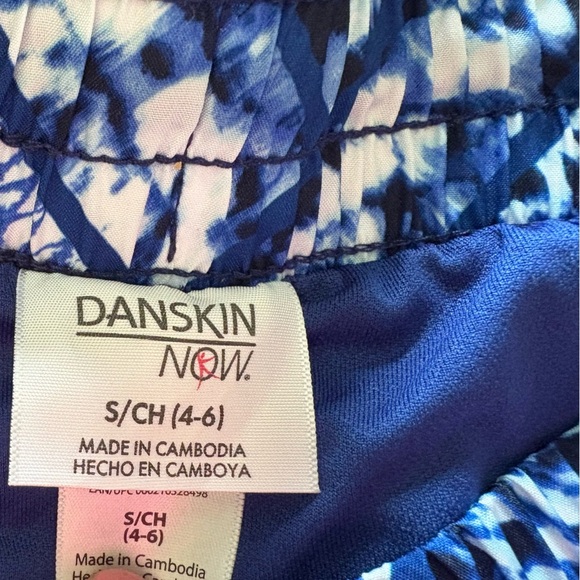 DANSKIN
NOW.
S/CH (4-6)
MADE IN CAMBODIA
HECHO EN CAMBOYA
S/CH
(4-6)
Made in Cambodia